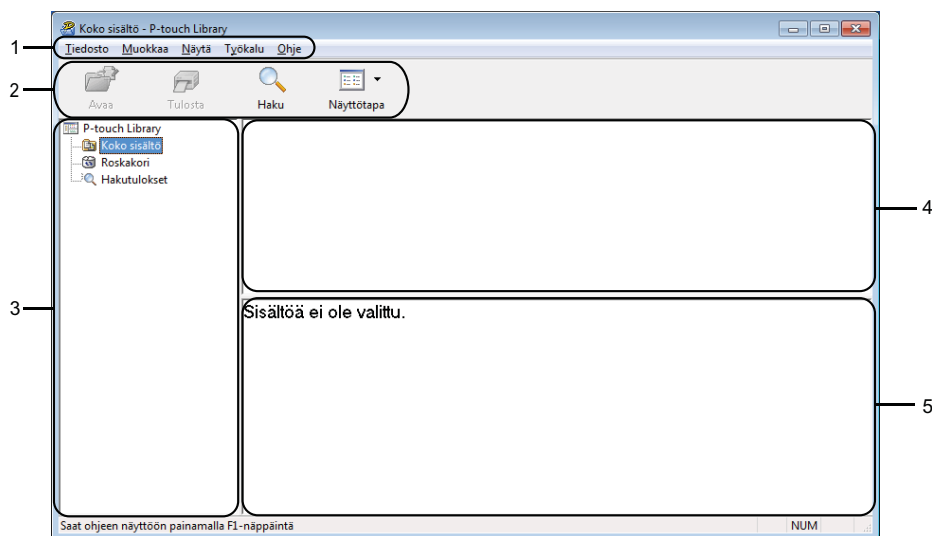 Koko sisältö - P-touch Library
1
Tiedosto Muokkaa Näytä Työkalu Ohje
2
Avaa Tulosta Haku Näyttötapa
P-touch Library
Koko sisältö
Roskakori
Hakutulokset
4
3
Sisältöä ei ole valittu.
5
Saat ohjeen näyttöön painamalla F1-näppäintä NUM